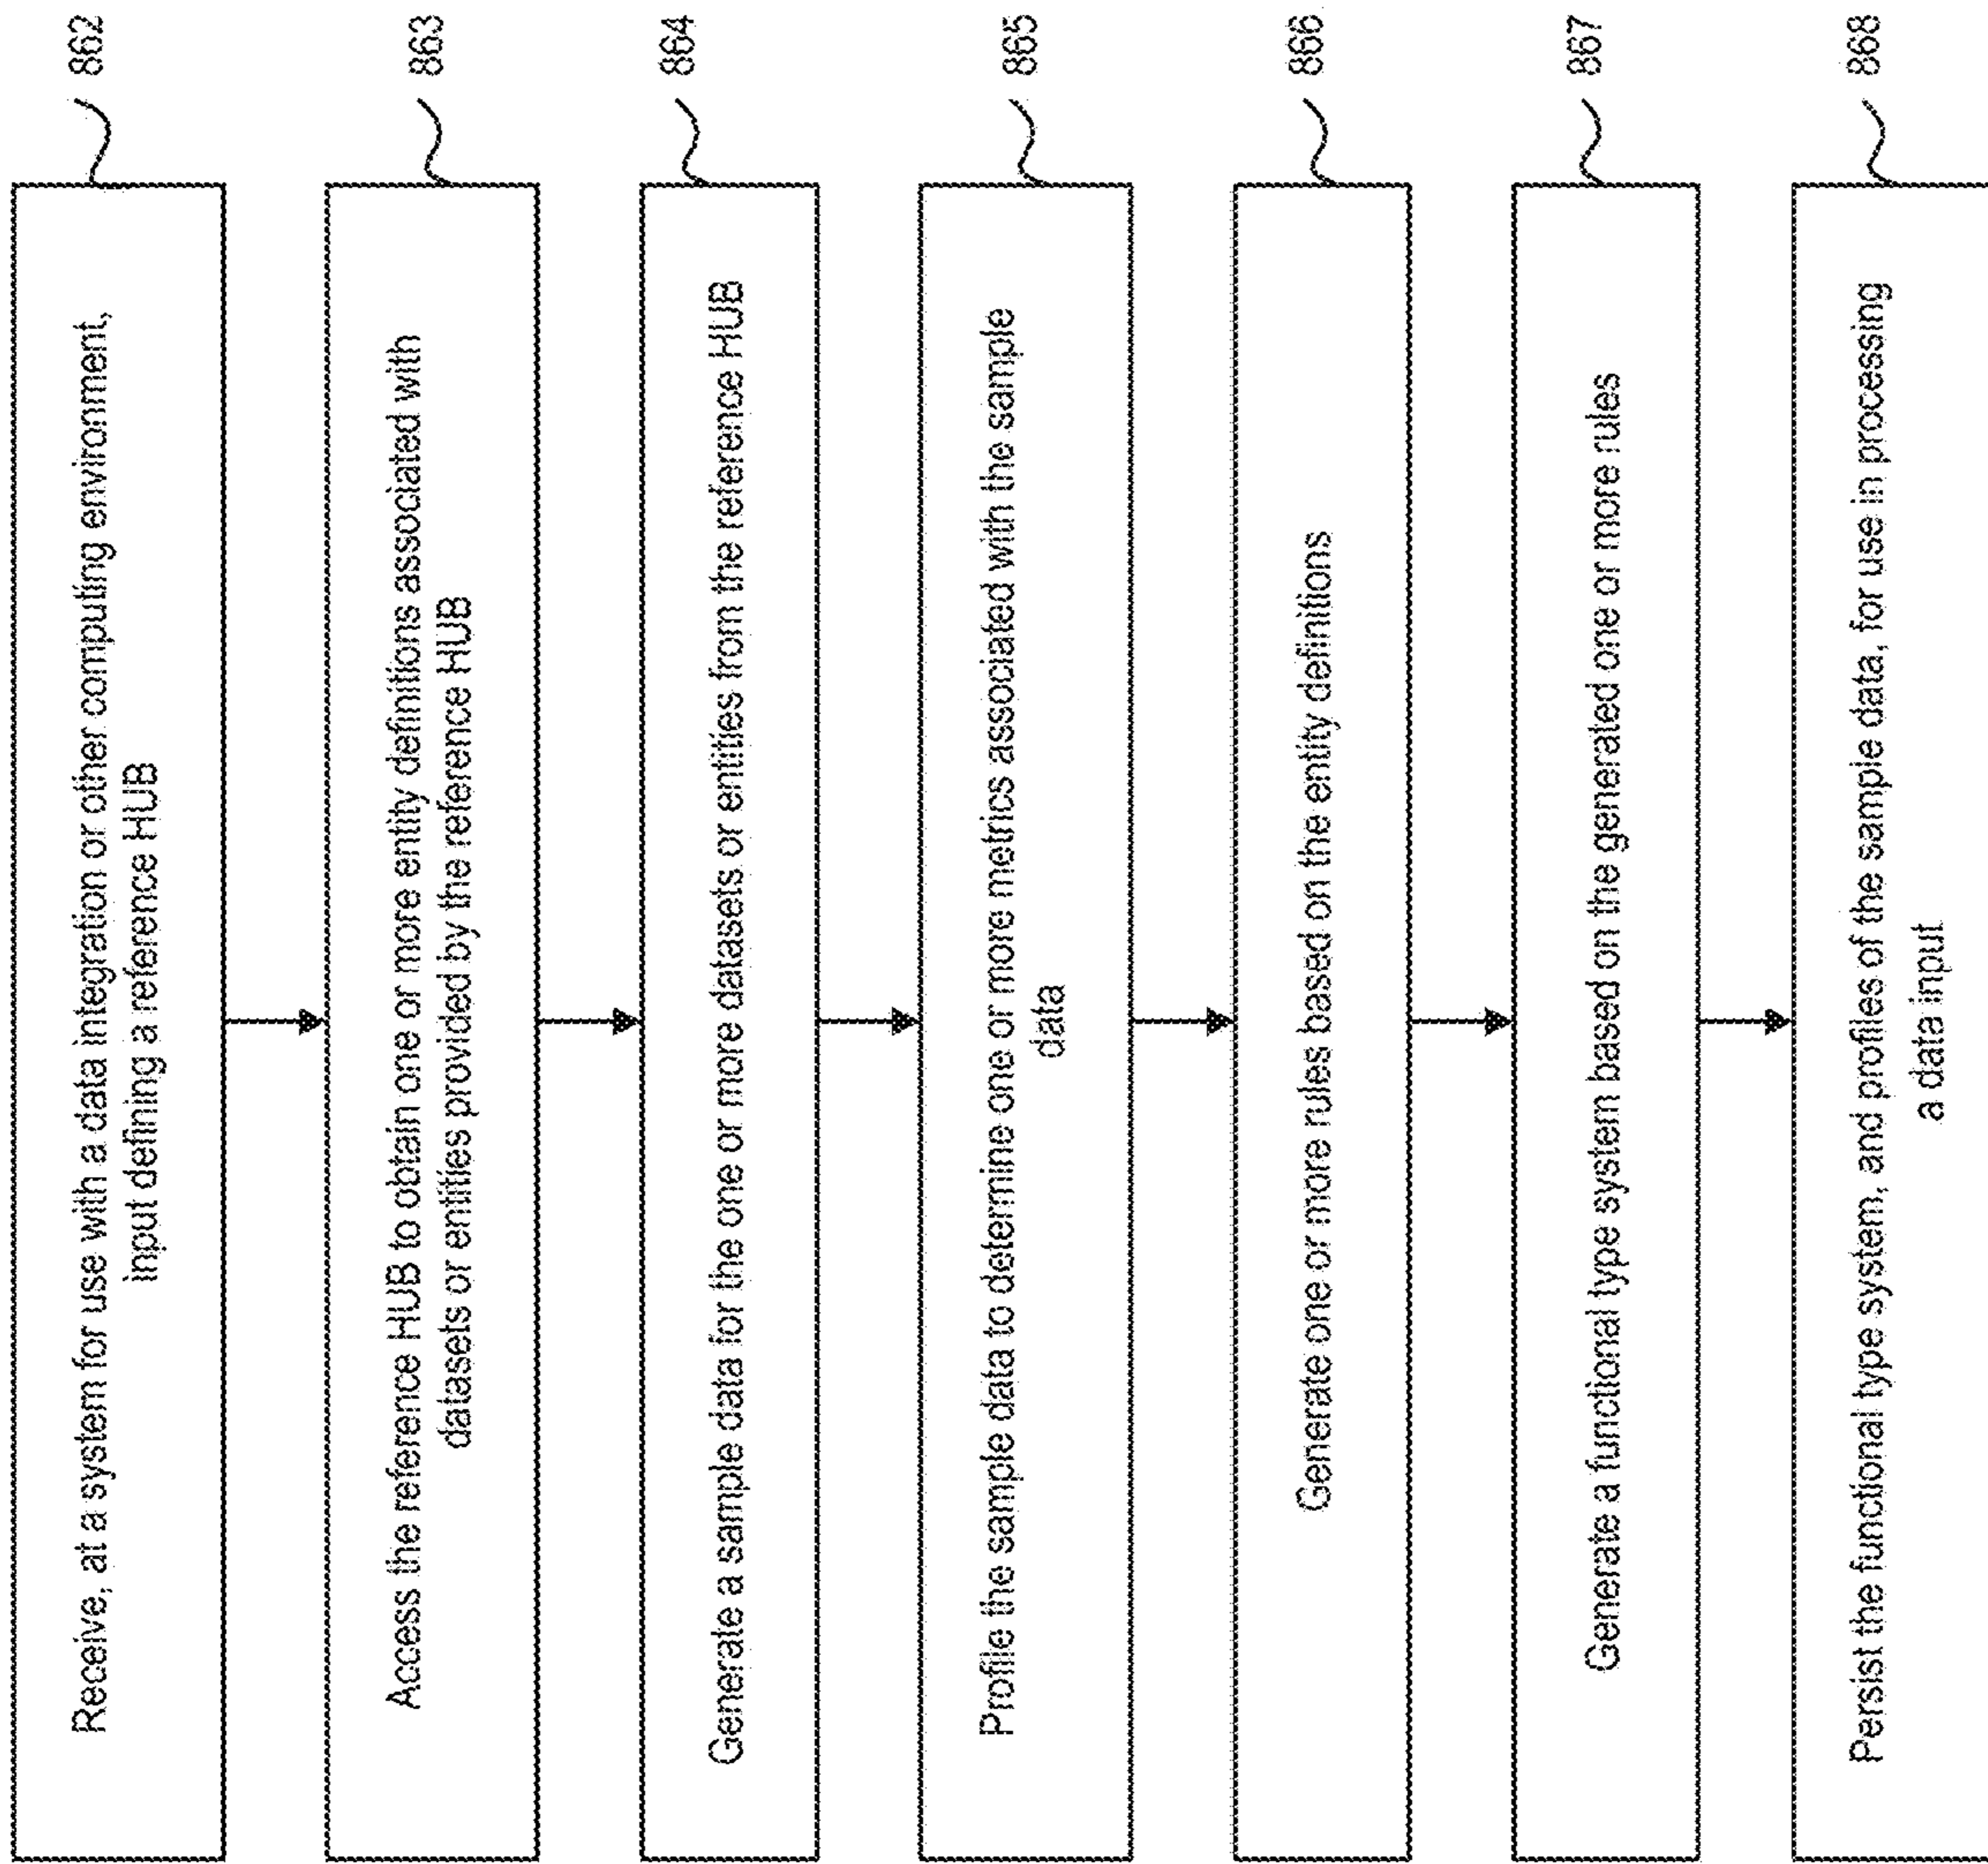 Receive, at a system for use with a data integration or other computing environment,
input defining a reference HUB
862
Access the reference HUB to obtain one or more entity definitions associated with
datasets or entities provided by the reference HUB
863
Generate a sample data for the one or more datasets or entities from the reference HUB
864
Profile the sample data to determine one or more metrics associated with the sample
data
865
Generate one or more rules based on the entity definitions
866
Generate a functional type system based on the generated one or more rules
867
Persist the functional type system, and profiles of the sample data, for use in processing
a data input
868